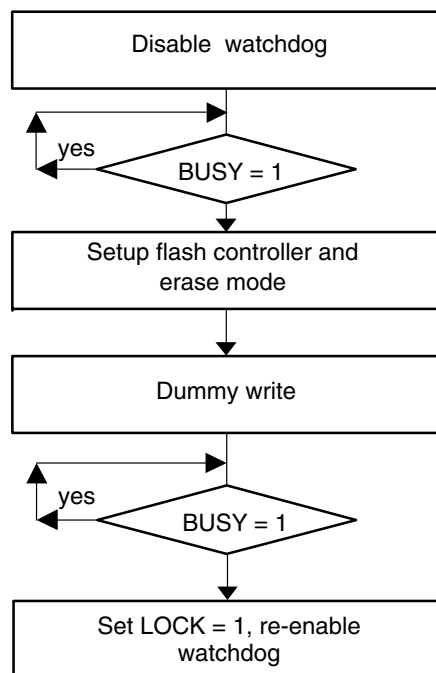 Disable watchdog
yes
BUSY = 1
Setup flash controller and
erase mode
Dummy write
yes
BUSY = 1
Set LOCK = 1, re-enable
watchdog